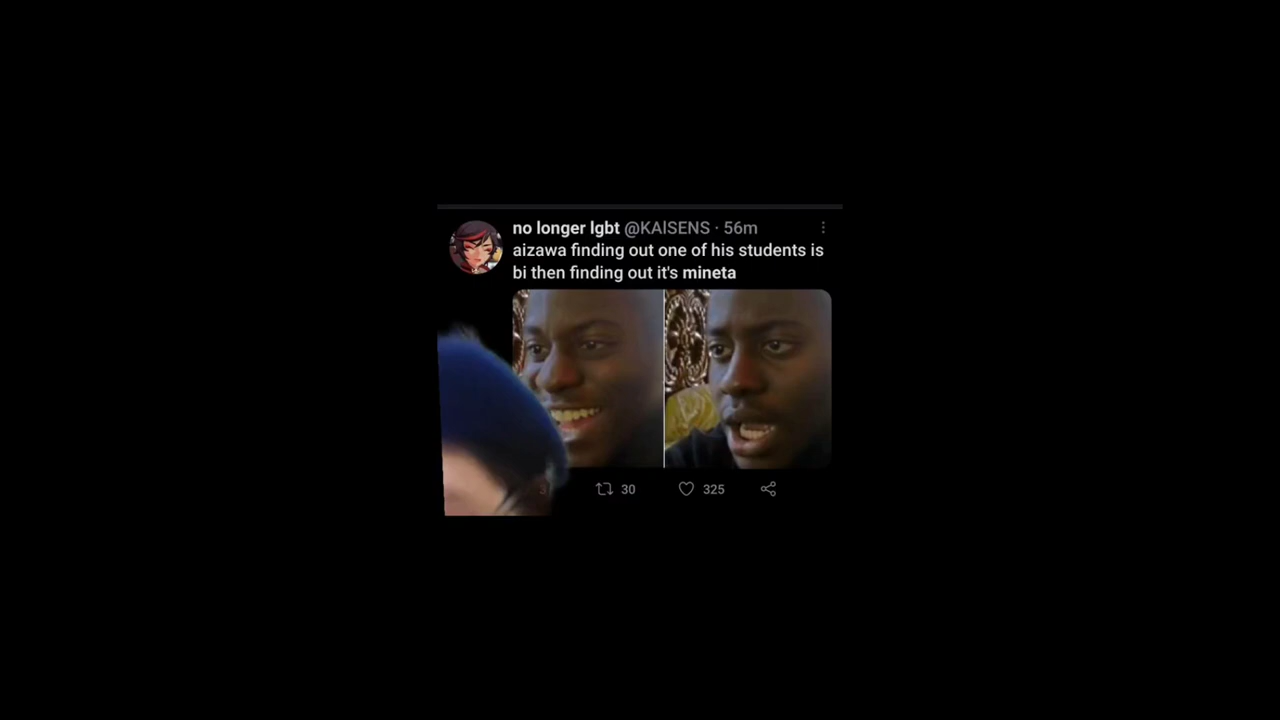 no longer lgbt @KAISENS · 56m
aizawa finding out one of his students is
bi then finding out it's mineta
30 325